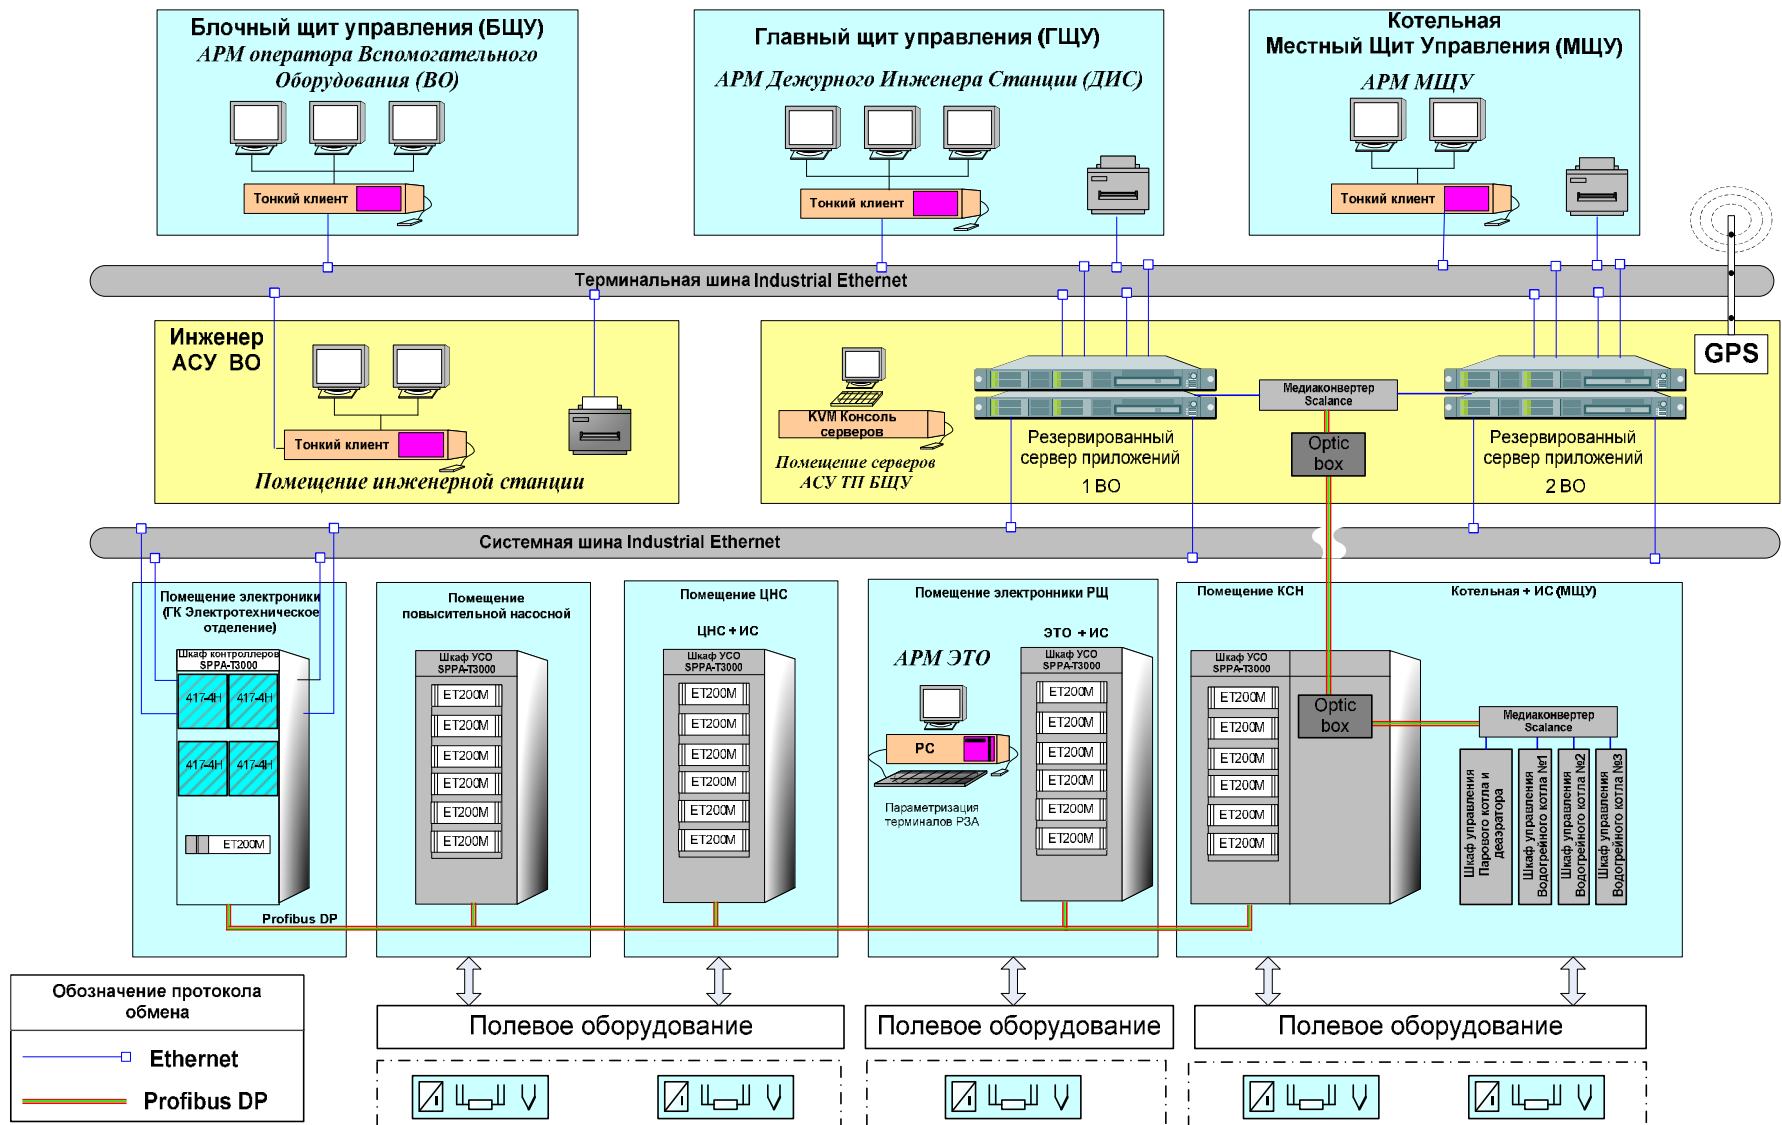 Блочный щит управления (БЩУ)
АРМ оператора Вспомогательного
Оборудования (ВО)
Тонкий клиент
Главный щит управления (ГЩУ)
АРМ Дежурного Инженера Станции (ДИС)
Тонкий клиент
Котельная
Местный Щит Управления (МЩУ)
АРМ МЩУ
Тонкий клиент
Терминальная шина Industrial Ethernet
Инженер
АСУ ВО
Тонкий клиент
Помещение инженерной станции
KVM Консоль
серверов
Помещение серверов
АСУ ТП БЩУ
Резервированный
сервер приложений
1 ВО
Медиаконвертер
Scalance
Optic
box
Резервированный
сервер приложений
2 ВО
GPS
Системная шина Industrial Ethernet
Помещение электроники
(ГК Электротехническое
отделение)
Шкаф контроллеров
SPPA-T3000
417-4H
417-4H
417-4H
417-4H
ET200M
Profibus DP
Помещение
повысительной насосной
Шкаф УСО
SPPA-T3000
ET200M
ET200M
ET200M
ET200M
ET200M
ET200M
Помещение ЦНС
ЦНС + ИС
Шкаф УСО
SPPA-T3000
ET200M
ET200M
ET200M
ET200M
ET200M
ET200M
Помещение электронники РЩ
ЭТО + ИС
АРМ ЭТО
PC
Параметризация
терминалов РЗА
Шкаф УСО
SPPA-T3000
ET200M
ET200M
ET200M
ET200M
ET200M
ET200M
Помещение КСН
Котельная + ИС (МЩУ)
Шкаф УСО
SPPA-T3000
ET200M
ET200M
ET200M
ET200M
ET200M
ET200M
Optic
box
Медиаконвертер
Scalance
Шкаф управления
Парового котла и
деаэратора
Шкаф управления
Водогрейного котла №1
Шкаф управления
Водогрейного котла №2
Шкаф управления
Водогрейного котла №3
Обозначение протокола
обмена
Ethernet
Profibus DP
Полевое оборудование
Полевое оборудование
Полевое оборудование